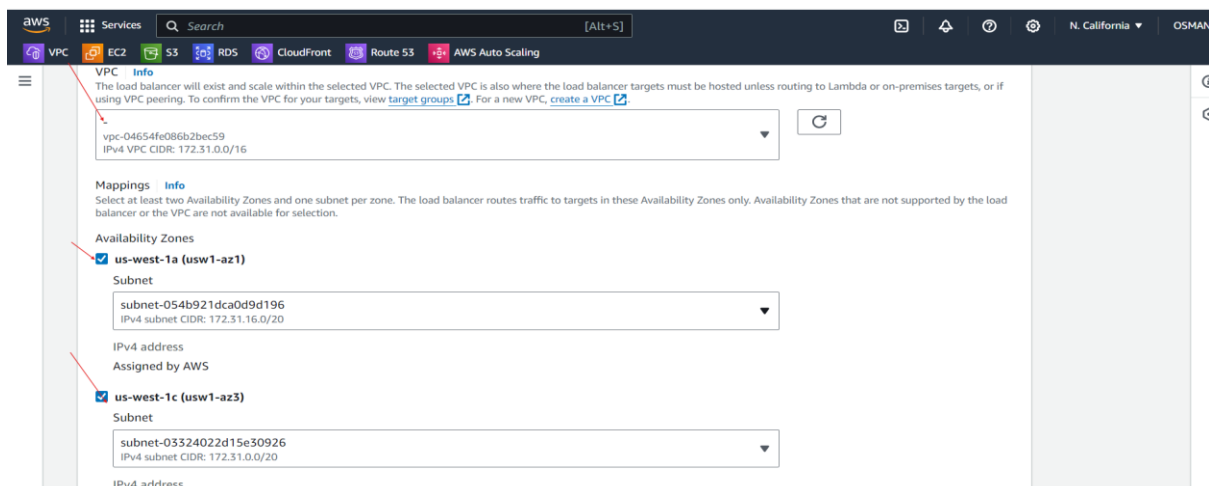 aws Services Search [Alt+S] N. California OSMAN
VPC EC2 S3 RDS CloudFront Route 53 AWS Auto Scaling
VPC Info
The load balancer will exist and scale within the selected VPC. The selected VPC is also where the load balancer targets must be hosted unless routing to Lambda or on-premises targets, or if
using VPC peering. To confirm the VPC for your targets, view target groups. For a new VPC, create a VPC.
-
vpc-04654fe086b2bec59
IPv4 VPC CIDR: 172.31.0.0/16
Mappings Info
Select at least two Availability Zones and one subnet per zone. The load balancer routes traffic to targets in these Availability Zones only. Availability Zones that are not supported by the load
balancer or the VPC are not available for selection.
Availability Zones
us-west-1a (usw1-az1)
Subnet
subnet-054b921dca0d9d196
IPv4 subnet CIDR: 172.31.16.0/20
IPv4 address
Assigned by AWS
us-west-1c (usw1-az3)
Subnet
subnet-03324022d15e30926
IPv4 subnet CIDR: 172.31.0.0/20
IPv4 address